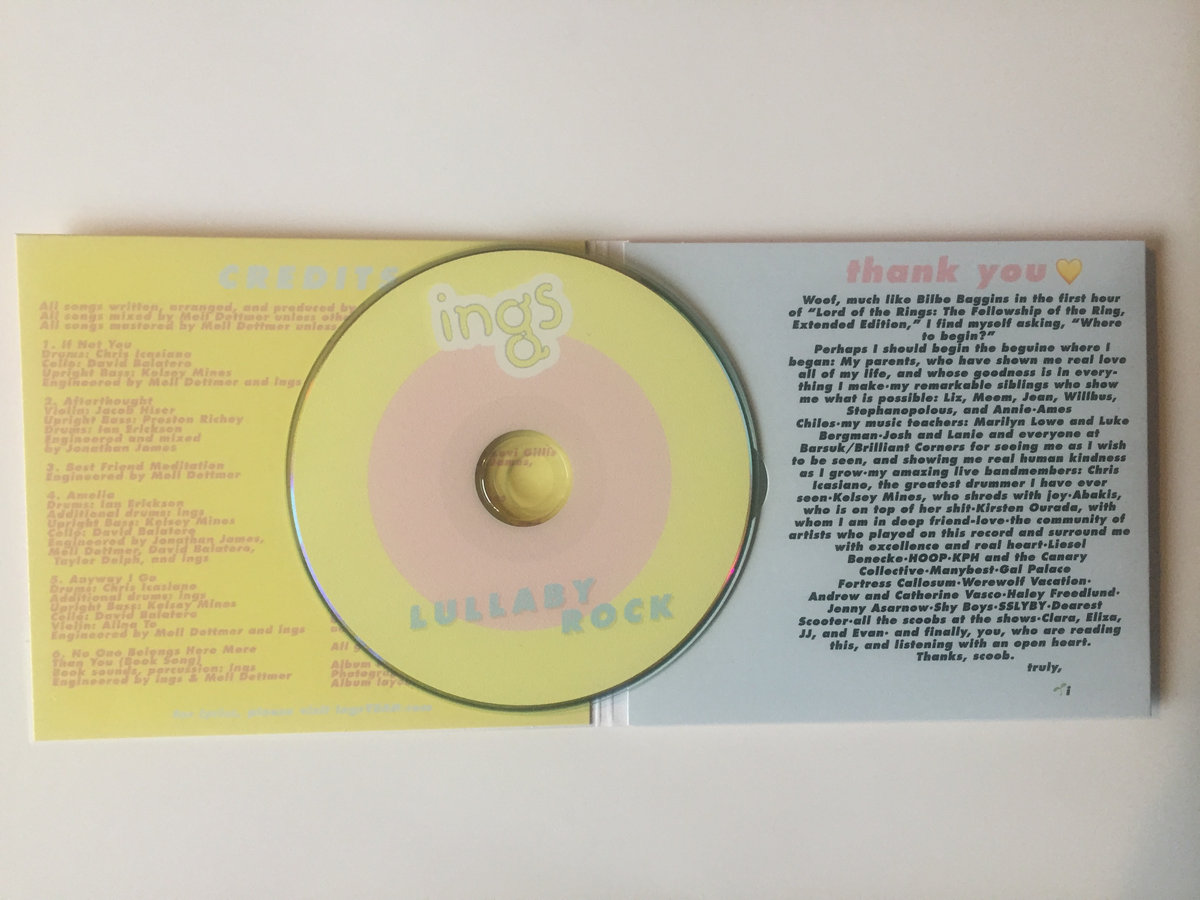 CREDITS
All songs written, arranged, and produced by
All songs mixed by Mell Dettmer unless
All songs mastered by Mell Dettmer unless
1. If Not You
Drums: Chris Icasiano
Cello: David Balatero
Upright Bass: Kelsey Mines
Engineered by Mell Dettmer and ings
2. Afterthought
Violin: Jacob Hiser
Upright Bass: Preston Richey
Drums: Ian Erickson
Engineered and mixed
by Jonathan James
3. Best Friend Meditation
Engineered by Mell Dettmer
4. Amelia
Drums: Ian Erickson
Additional drums: ings
Upright Bass: Kelsey Mines
Cello: David Balatero
Engineered by Jonathan James,
Mell Dettmer, David Balatero,
Taylor Dolph, and ings
5. Anyway I Go
Drums: Chris Icasiano
Additional drums: ings
Upright Bass: Kelsey Mines
Cello: David Balatero
Violin: Alina To
Engineered by Mell Dettmer and ings
6. No One Belongs Here More
Than You (Book Song)
Book sounds, percussion: ings
Engineered by ings & Mell Dettmer
All
Album
Album
please visit
ings
Gillis
James,
LULLABY
ROCK
thank you
Woof, much like Bilbo Baggins in the first hour
of "Lord of the Rings: The Fellowship of the Ring,
Extended Edition," I find myself asking, "Where
to begin?"
Perhaps I should begin the beguine where I
began: My parents, who have shown me real love
all of my life, and whose goodness is in every-
thing I make·my remarkable siblings who show
me what is possible: Liz, Meem, Jean, Willbus,
Stephanopolous, and Annie·Ames
Chiles·my music teachers: Marilyn Lowe and Luke
Bergman·Josh and Lanie and everyone at
Barsuk/Brilliant Corners for seeing me as I wish
to be seen, and showing me real human kindness
as I grow·my amazing live bandmembers: Chris
Icasiano, the greatest drummer I have ever
seen·Kelsey Mines, who shreds with joy·Abakis,
who is on top of her shit·Kirsten Ourada, with
whom I am in deep friend-love·the community of
artists who played on this record and surround me
with excellence and real heart·Liesel
Benecke·HOOP·KPH and the Canary
Collective·Manybest·Gal Palace
Fortress Callosum·Werewolf Vacation·
Andrew and Catherine Vasco·Haley Freedlund·
Jenny Asarnow·Shy Boys·SSLYBY·Dearest
Scooter·all the scoobs at the shows·Clara, Eliza,
JJ, and Evan· and finally, you, who are reading
this, and listening with an open heart.
Thanks, scoob.
truly,
i